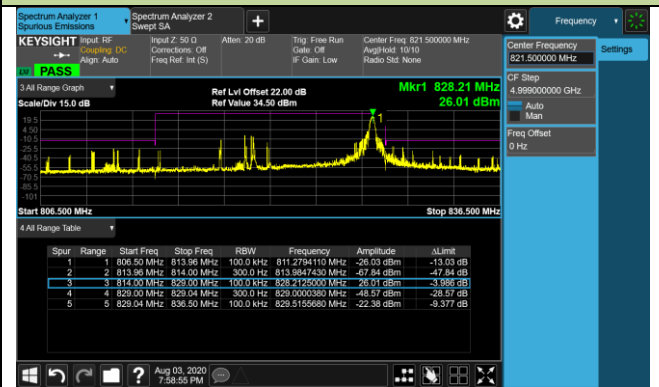 Spectrum Analyzer 1
Spurious Emissions
Spectrum Analyzer 2
Swept SA
Frequency
KEYSIGHT
Input: RF
Coupling: DC
Align: Auto
Input Z: 50 Ω
Corrections: Off
Freq Ref: Int (S)
Atten: 20 dB
Trig: Free Run
Gate: Off
IF Gain: Low
Center Freq: 821.500000 MHz
Avg|Hold: 10/10
Radio Std: None
PASS
Center Frequency
821.500000 MHz
Settings
CF Step
4.999000000 GHz
Auto
Man
Freq Offset
0 Hz
3 All Range Graph
Scale/Div 15.0 dB
Ref Lvl Offset 22.00 dB
Ref Value 34.50 dBm
Mkr1 828.21 MHz
26.01 dBm
1
19.5
4.50
-10.5
-25.5
-40.5
-55.5
-70.5
-85.5
-101
Start 806.500 MHz
Stop 836.500 MHz
4 All Range Table
Spur Range Start Freq Stop Freq RBW Frequency Amplitude ΔLimit
1 1 806.50 MHz 813.96 MHz 100.0 kHz 811.2794110 MHz -26.03 dBm -13.03 dB
2 2 813.96 MHz 814.00 MHz 300.0 Hz 813.9847430 MHz -67.84 dBm -47.84 dB
3 3 814.00 MHz 829.00 MHz 100.0 kHz 828.2125000 MHz 26.01 dBm -3.986 dB
4 4 829.00 MHz 829.04 MHz 300.0 Hz 829.0000380 MHz -48.57 dBm -28.57 dB
5 5 829.04 MHz 836.50 MHz 100.0 kHz 829.5155680 MHz -22.38 dBm -9.377 dB
Aug 03, 2020
7:58:55 PM